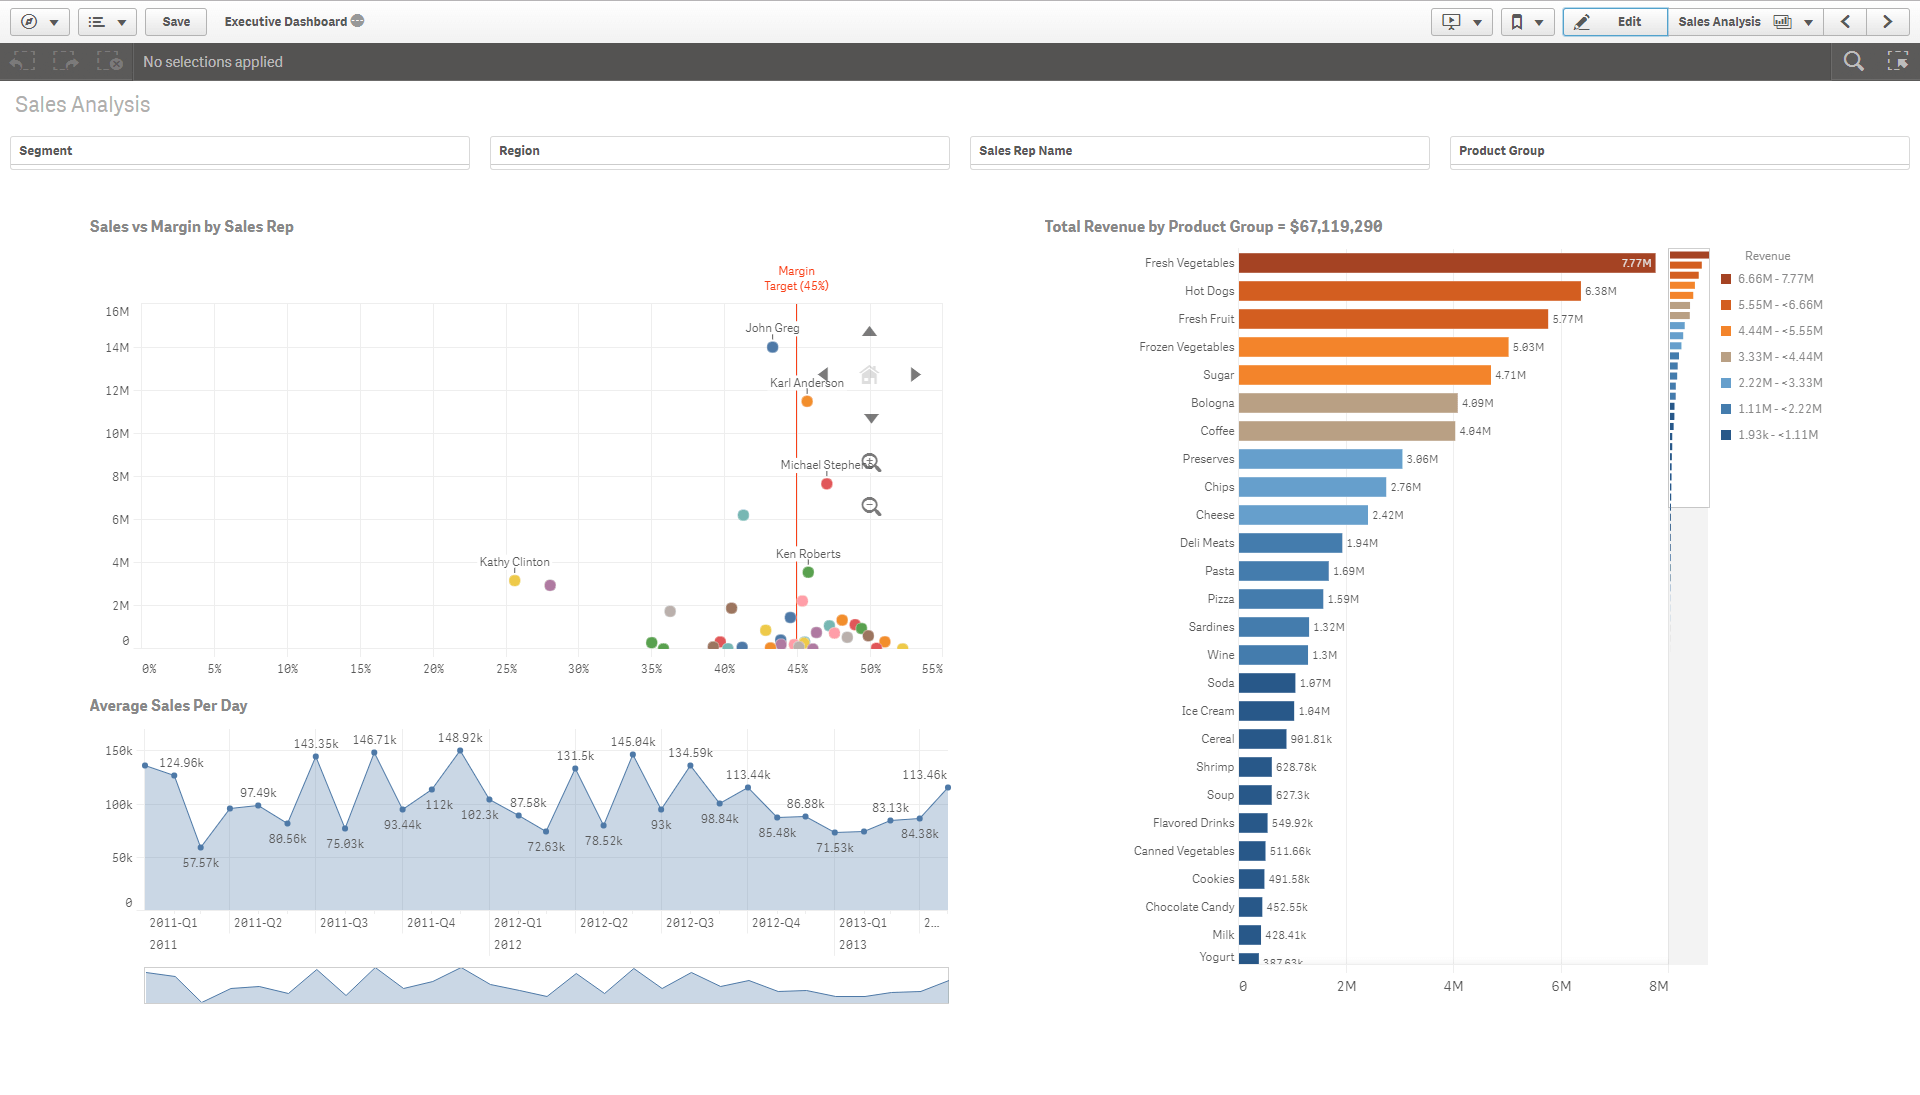 Save
Executive Dashboard
Edit
Sales Analysis
No selections applied
Sales Analysis
Segment
Region
Sales Rep Name
Product Group
Sales vs Margin by Sales Rep
Margin
Target (45%)
16M
14M
12M
10M
8M
6M
4M
2M
0
John Greg
Karl Anderson
Michael Stephens
Ken Roberts
Kathy Clinton
0% 5% 10% 15% 20% 25% 30% 35% 40% 45% 50% 55%
Average Sales Per Day
150k
100k
50k
0
124.96k
57.57k
97.49k
80.56k
143.35k
75.03k
146.71k
93.44k
112k
148.92k
102.3k
87.58k
72.63k
131.5k
78.52k
145.04k
93k
134.59k
98.84k
113.44k
85.48k
86.88k
71.53k
83.13k
84.38k
113.46k
2011-Q1 2011-Q2 2011-Q3 2011-Q4 2012-Q1 2012-Q2 2012-Q3 2012-Q4 2013-Q1 2...
2011 2012 2013
Total Revenue by Product Group = $67,119,290
Fresh Vegetables 7.77M
Hot Dogs 6.38M
Fresh Fruit 5.77M
Frozen Vegetables 5.03M
Sugar 4.71M
Bologna 4.09M
Coffee 4.04M
Preserves 3.06M
Chips 2.76M
Cheese 2.42M
Deli Meats 1.94M
Pasta 1.69M
Pizza 1.59M
Sardines 1.32M
Wine 1.3M
Soda 1.07M
Ice Cream 1.04M
Cereal 901.81k
Shrimp 628.78k
Soup 627.3k
Flavored Drinks 549.92k
Canned Vegetables 511.66k
Cookies 491.58k
Chocolate Candy 452.55k
Milk 428.41k
Yogurt 387.63k
0 2M 4M 6M 8M
Revenue
6.66M - 7.77M
5.55M - <6.66M
4.44M - <5.55M
3.33M - <4.44M
2.22M - <3.33M
1.11M - <2.22M
1.93k - <1.11M